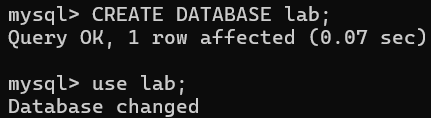 mysql> CREATE DATABASE lab;
Query OK, 1 row affected (0.07 sec)
mysql> use lab;
Database changed